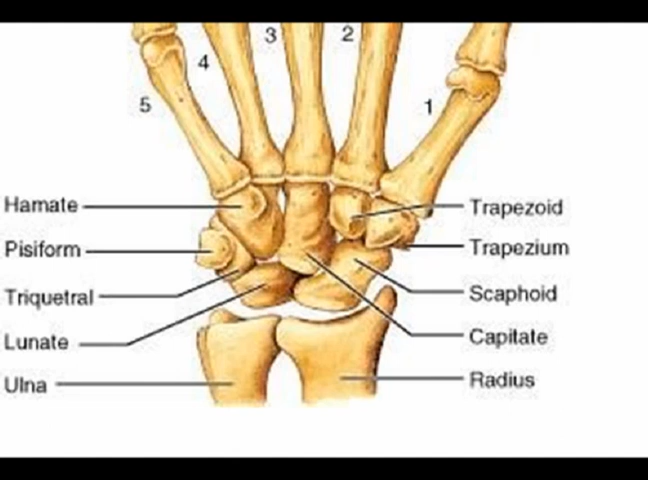 3
2
4
5
1
Hamate
Trapezoid
Pisiform
Trapezium
Triquetral
Scaphoid
Lunate
Capitate
Ulna
Radius